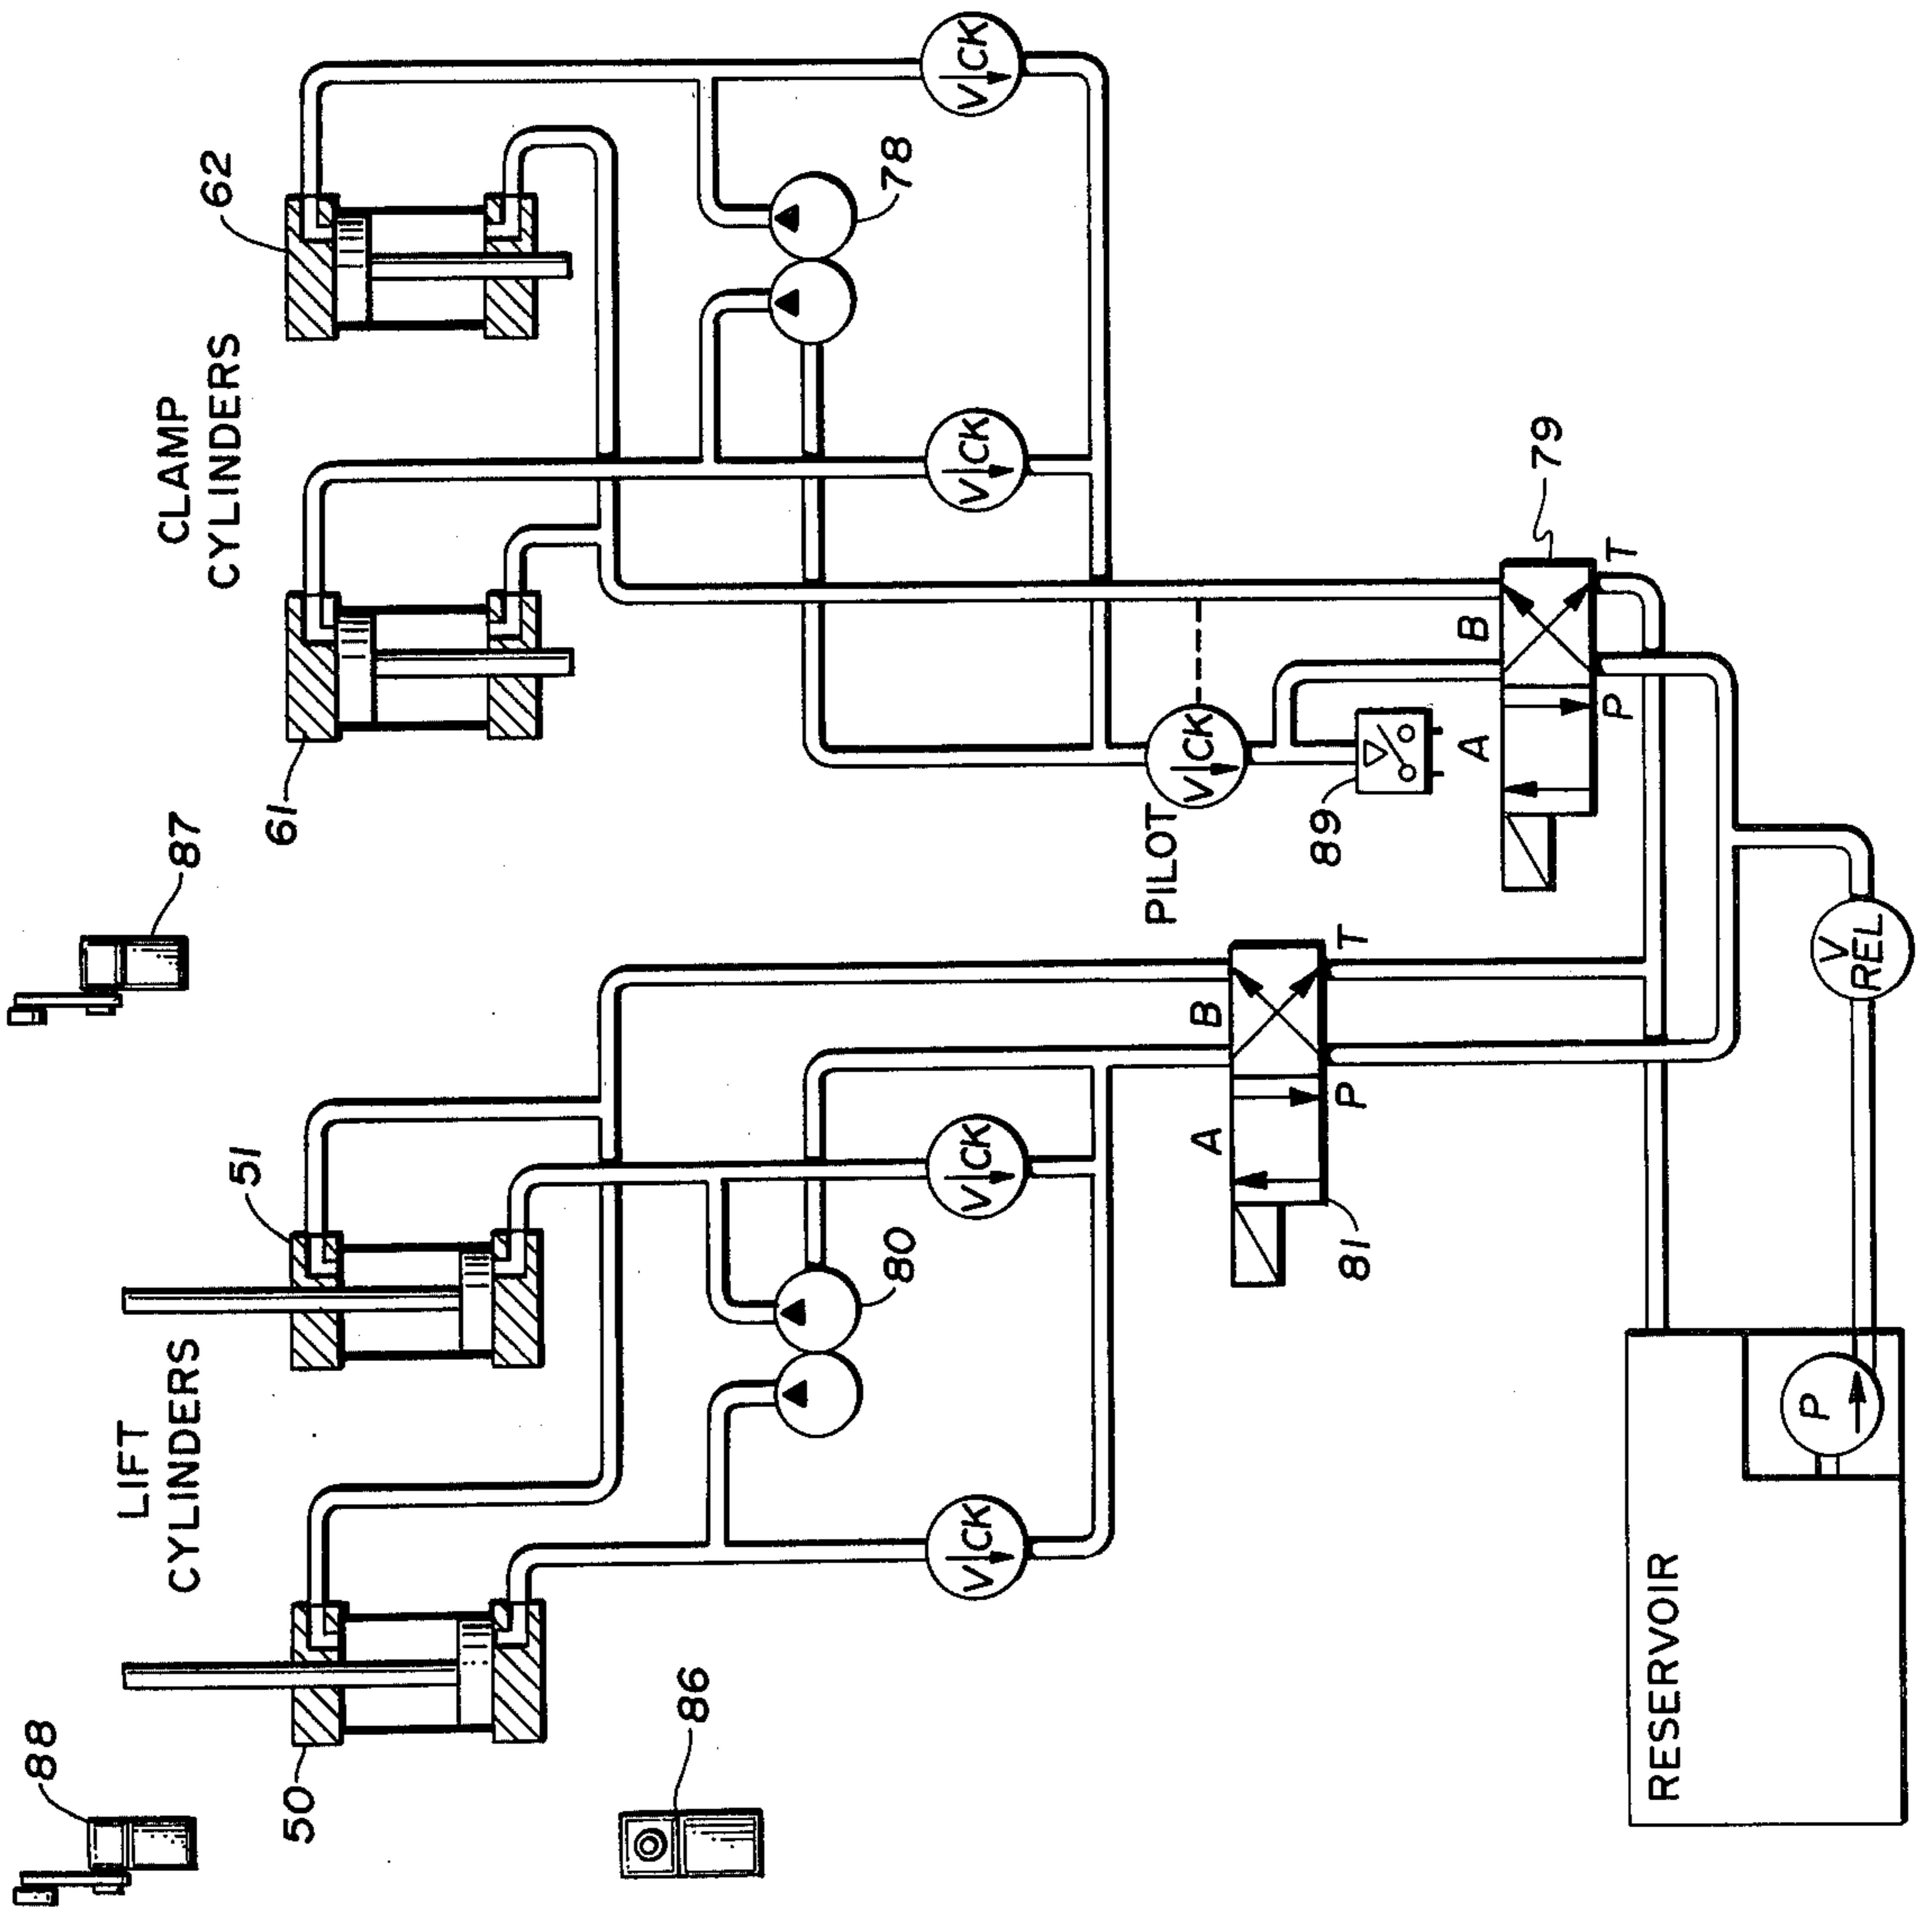 88
87
LIFT
CYLINDERS
CLAMP
CYLINDERS
50
51
61
62
86
80
78
V CK
V CK
V CK
V CK
PILOT
V CK
89
A
B
81
P
T
A
B
79
P
T
RESERVOIR
P
V
REL